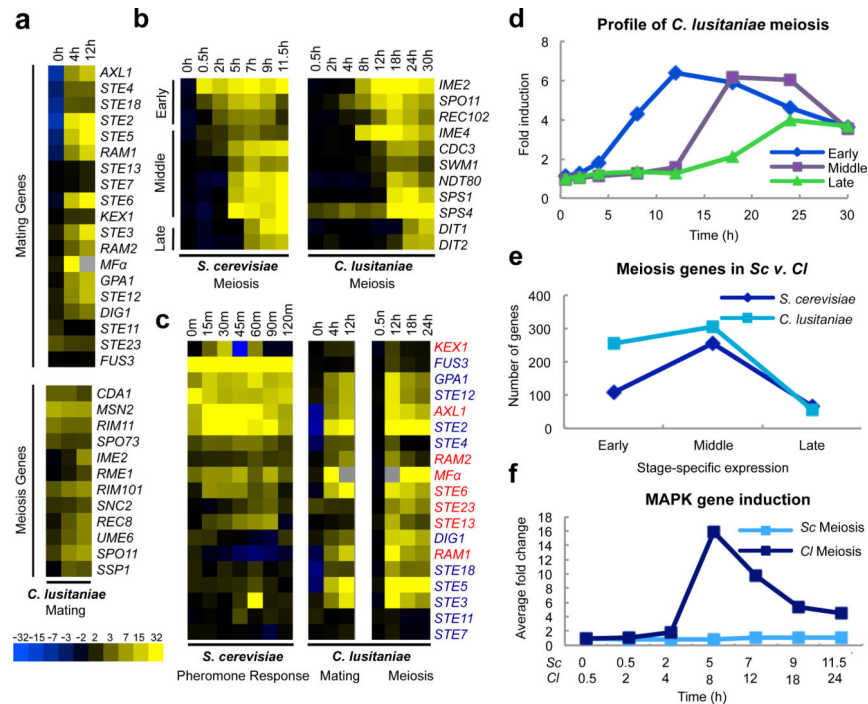 a
0h
4h
12h
Mating Genes
AXL1
STE4
STE18
STE2
STE5
RAM1
STE13
STE7
STE6
KEX1
STE3
RAM2
MFα
GPA1
STE12
DIG1
STE11
STE23
FUS3
Meiosis Genes
CDA1
MSN2
RIM11
SPO73
IME2
RME1
RIM101
SNC2
REC8
UME6
SPO11
SSP1
C. lusitaniae
Mating
-32 -15 -7 -3 -2 2 3 7 15 32
b
0h
0.5h
2h
5h
7h
9h
11.5h
0.5h
2h
4h
8h
12h
18h
24h
30h
Early
Middle
Late
IME2
SPO11
REC102
IME4
CDC3
SWM1
NDT80
SPS1
SPS4
DIT1
DIT2
S. cerevisiae
Meiosis
C. lusitaniae
Meiosis
c
0m
15m
30m
45m
60m
90m
120m
0h
4h
12h
0.5h
12h
18h
24h
KEX1
FUS3
GPA1
STE12
AXL1
STE2
STE4
RAM2
MFα
STE6
STE23
STE13
DIG1
RAM1
STE18
STE5
STE3
STE11
STE7
S. cerevisiae
Pheromone Response
C. lusitaniae
Mating
Meiosis
d
Profile of C. lusitaniae meiosis
Fold induction
8
6
4
2
0
0 5 10 15 20 25 30
Time (h)
Early
Middle
Late
e
Meiosis genes in Sc v. Cl
Number of genes
400
300
200
100
0
S. cerevisiae
C. lusitaniae
Early Middle Late
Stage-specific expression
f
MAPK gene induction
Average fold change
18
16
14
12
10
8
6
4
2
0
Sc Meiosis
Cl Meiosis
Sc 0 0.5 2 5 7 9 11.5
Cl 0.5 2 4 8 12 18 24
Time (h)